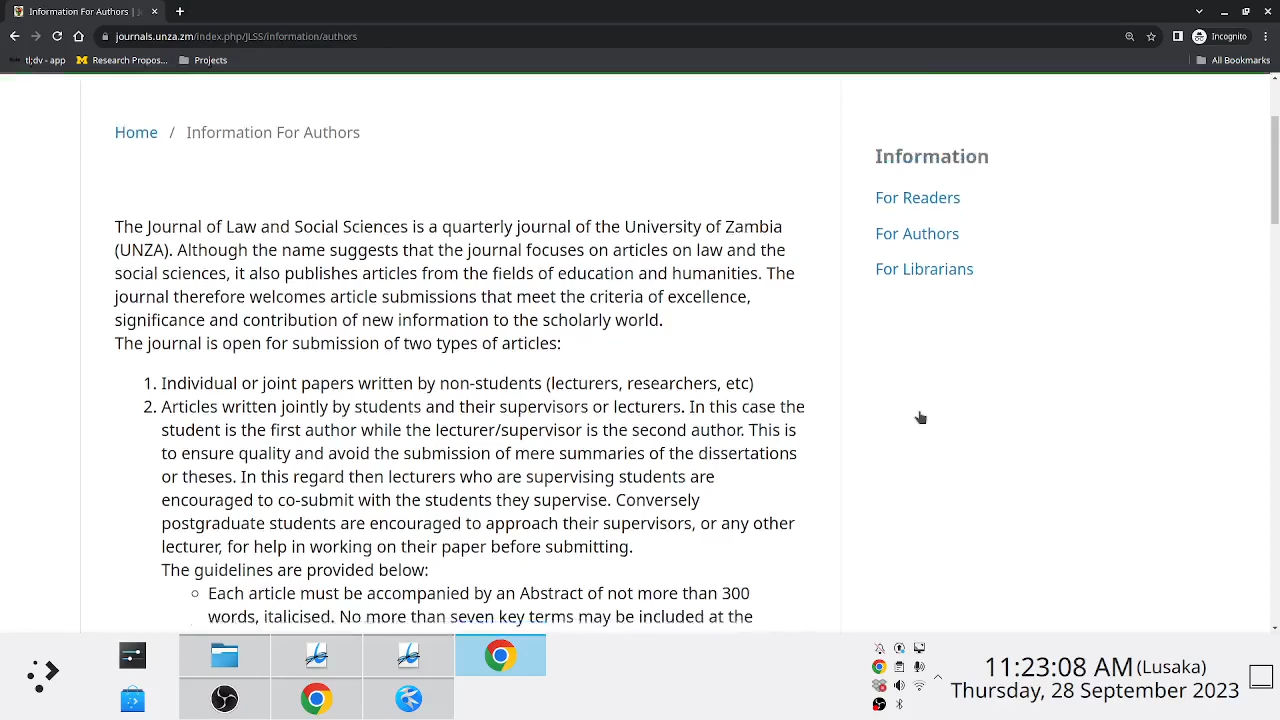 Information For Authors | J
journals.unza.zm/index.php/JLSS/information/authors
Incognito
tl;dv - app
Research Propos...
Projects
All Bookmarks
Home / Information For Authors
The Journal of Law and Social Sciences is a quarterly journal of the University of Zambia
(UNZA). Although the name suggests that the journal focuses on articles on law and the
social sciences, it also publishes articles from the fields of education and humanities. The
journal therefore welcomes article submissions that meet the criteria of excellence,
significance and contribution of new information to the scholarly world.
The journal is open for submission of two types of articles:
1. Individual or joint papers written by non-students (lecturers, researchers, etc)
2. Articles written jointly by students and their supervisors or lecturers. In this case the
student is the first author while the lecturer/supervisor is the second author. This is
to ensure quality and avoid the submission of mere summaries of the dissertations
or theses. In this regard then lecturers who are supervising students are
encouraged to co-submit with the students they supervise. Conversely
postgraduate students are encouraged to approach their supervisors, or any other
lecturer, for help in working on their paper before submitting.
The guidelines are provided below:
Each article must be accompanied by an Abstract of not more than 300
words, italicised. No more than seven key terms may be included at the
Information
For Readers
For Authors
For Librarians
11:23:08 AM (Lusaka)
Thursday, 28 September 2023